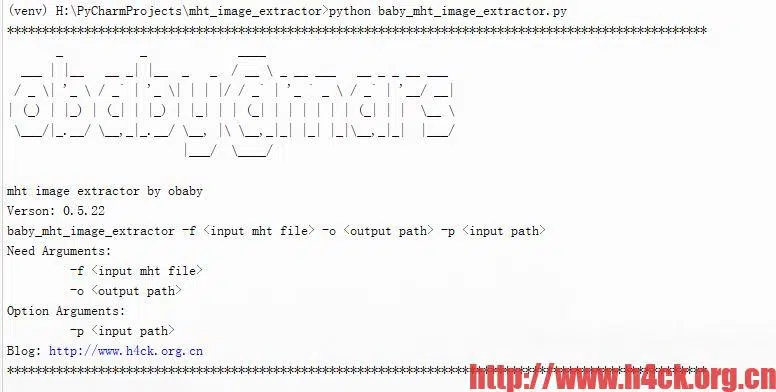 (venv) H:\PyCharmProjects\mht_image_extractor>python baby_mht_image_extractor.py
****************************************************************************************************
obaby@mars
mht image extractor by obaby
Verson: 0.5.22
baby_mht_image_extractor -f <input mht file> -o <output path> -p <input path>
Need Arguments:
-f <input mht file>
-o <output path>
Option Arguments:
-p <input path>
Blog: http://www.h4ck.org.cn
****************************************************************************************************
http://www.h4ck.org.cn